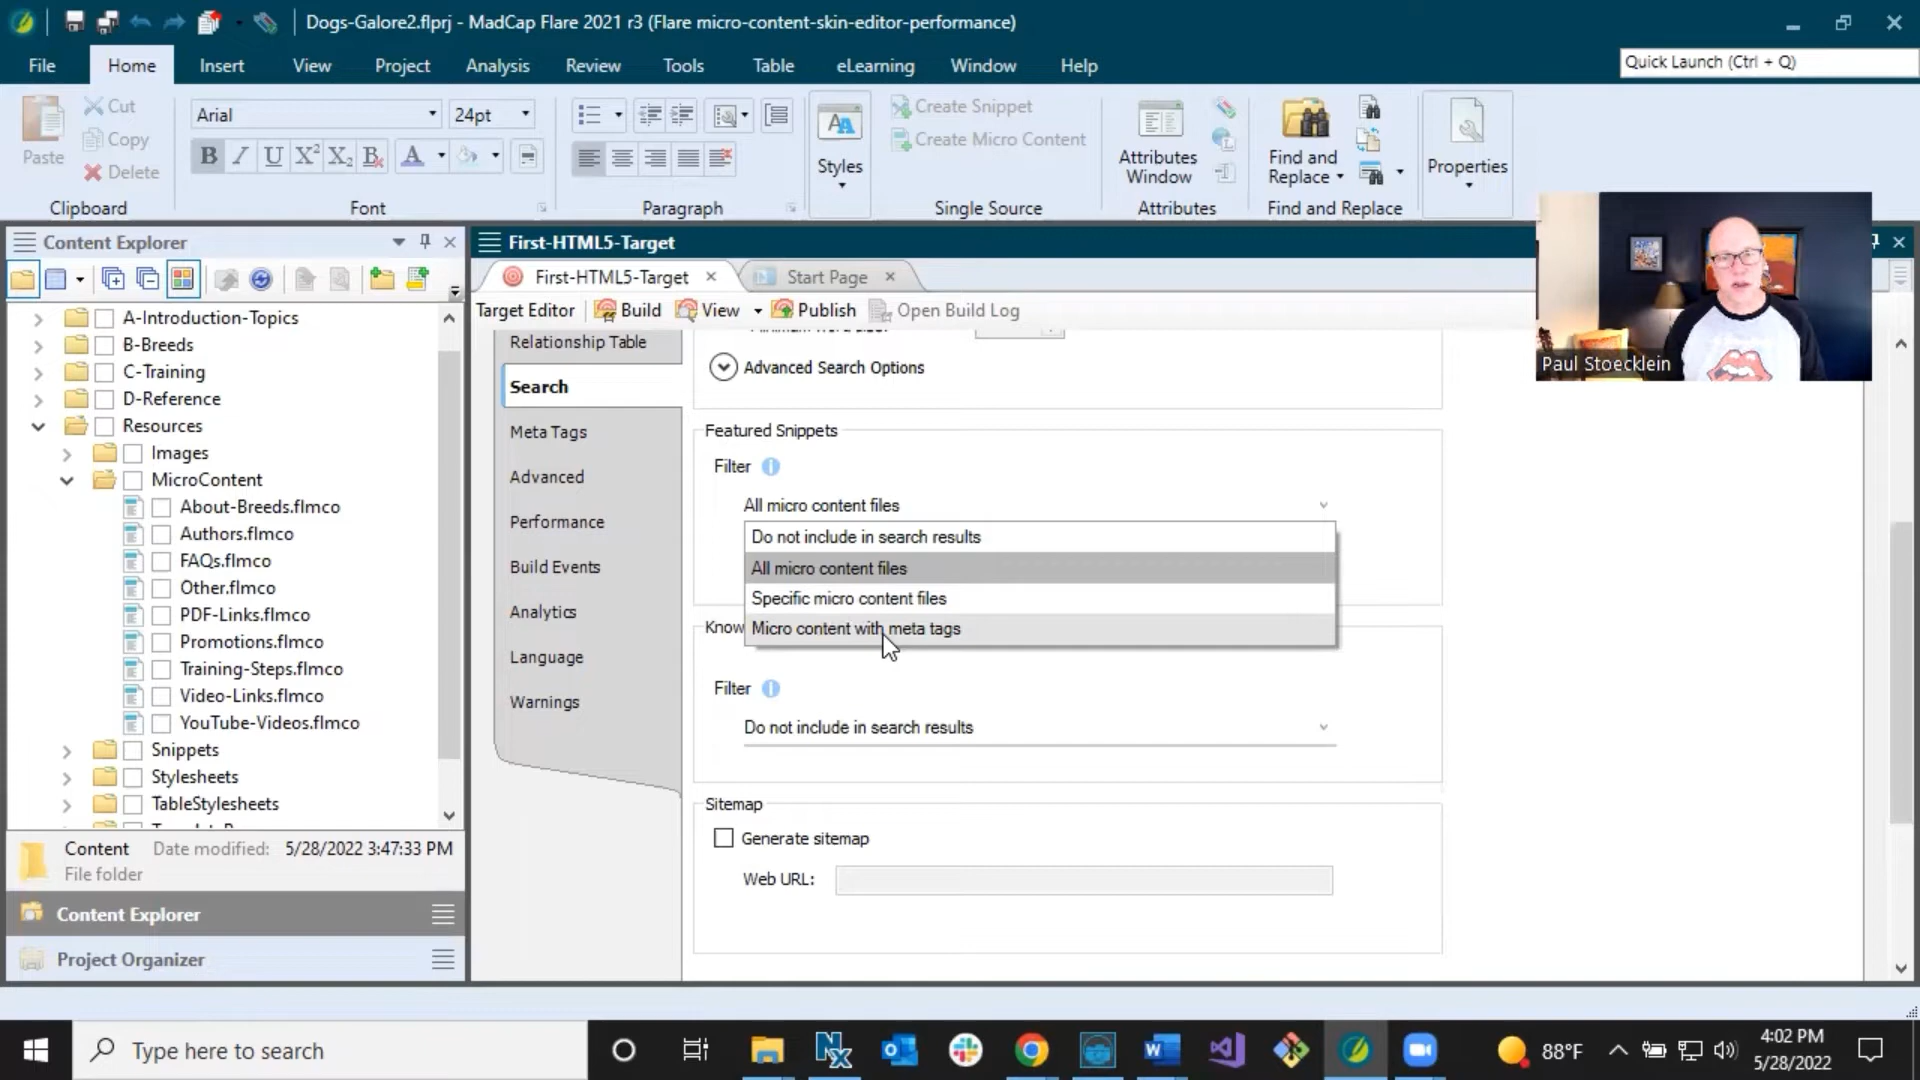 Dogs-Galore2.flprj - MadCap Flare 2021 r3 (Flare micro-content-skin-editor-performance)
File Home Insert View Project Analysis Review Tools Table eLearning Window Help
Quick Launch (Ctrl + Q)
Paste
Cut
Copy
Delete
Clipboard
Arial 24pt
B I U X² X₂ B A
Font
Paragraph
Styles
Create Snippet
Create Micro Content
Single Source
Attributes
Window
Attributes
Find and
Replace
Find and Replace
Properties
Content Explorer
A-Introduction-Topics
B-Breeds
C-Training
D-Reference
Resources
Images
MicroContent
About-Breeds.flmco
Authors.flmco
FAQs.flmco
Other.flmco
PDF-Links.flmco
Promotions.flmco
Training-Steps.flmco
Video-Links.flmco
YouTube-Videos.flmco
Snippets
Stylesheets
TableStylesheets
Content Date modified: 5/28/2022 3:47:33 PM
File folder
Content Explorer
Project Organizer
First-HTML5-Target
First-HTML5-Target Start Page
Target Editor Build View Publish Open Build Log
Relationship Table
Search
Meta Tags
Advanced
Performance
Build Events
Analytics
Language
Warnings
Advanced Search Options
Featured Snippets
Filter
All micro content files
Do not include in search results
All micro content files
Specific micro content files
Micro content with meta tags
Know
Filter
Do not include in search results
Sitemap
Generate sitemap
Web URL:
Paul Stoecklein
Type here to search
88°F
4:02 PM
5/28/2022